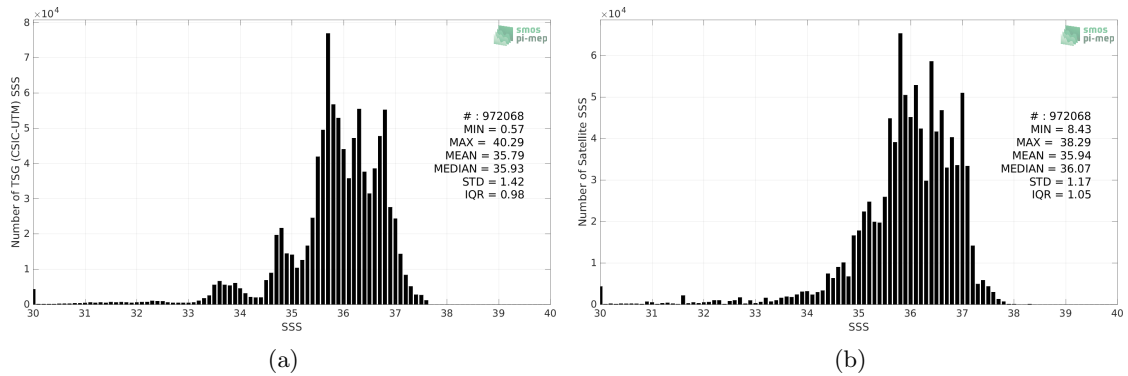 ×10⁴
8
7
6
5
4
3
2
1
0
Number of TSG (CSIC-UTM) SSS
smos
pi-mep
# : 972068
MIN = 0.57
MAX = 40.29
MEAN = 35.79
MEDIAN = 35.93
STD = 1.42
IQR = 0.98
30 31 32 33 34 35 36 37 38 39 40
SSS
(a)
×10⁴
6
5
4
3
2
1
0
Number of Satellite SSS
smos
pi-mep
# : 972068
MIN = 8.43
MAX = 38.29
MEAN = 35.94
MEDIAN = 36.07
STD = 1.17
IQR = 1.05
30 31 32 33 34 35 36 37 38 39 40
SSS
(b)